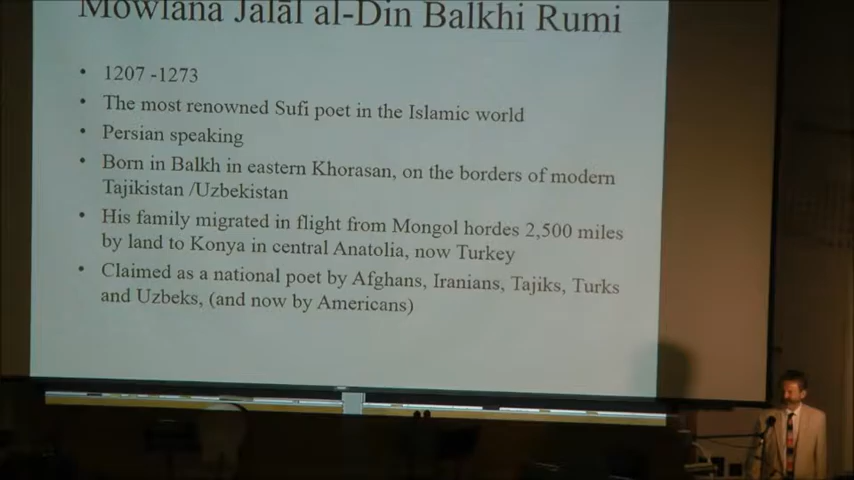 Mowlana Jalāl al-Din Balkhi Rumi
• 1207 -1273
• The most renowned Sufi poet in the Islamic world
• Persian speaking
• Born in Balkh in eastern Khorasan, on the borders of modern
Tajikistan /Uzbekistan
• His family migrated in flight from Mongol hordes 2,500 miles
by land to Konya in central Anatolia, now Turkey
• Claimed as a national poet by Afghans, Iranians, Tajiks, Turks
and Uzbeks, (and now by Americans)